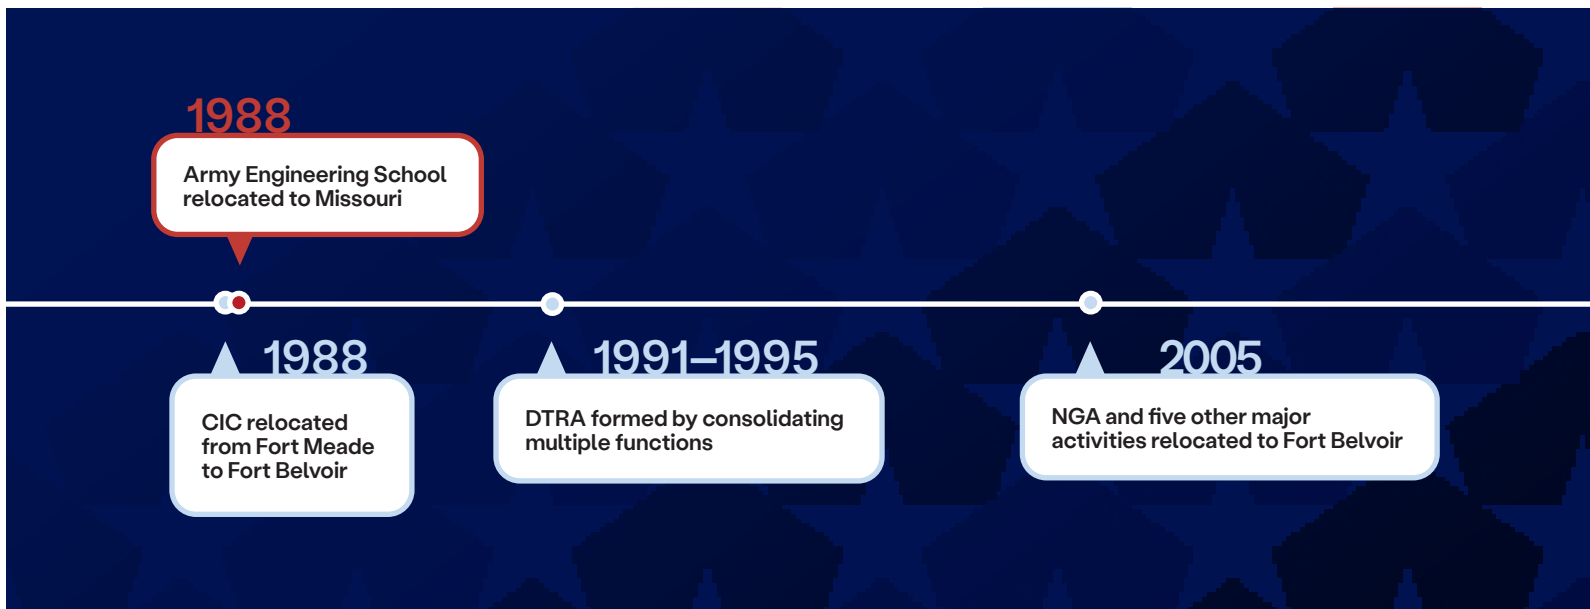 1988
Army Engineering School
relocated to Missouri
1988
CIC relocated
from Fort Meade
to Fort Belvoir
1991–1995
DTRA formed by consolidating
multiple functions
2005
NGA and five other major
activities relocated to Fort Belvoir